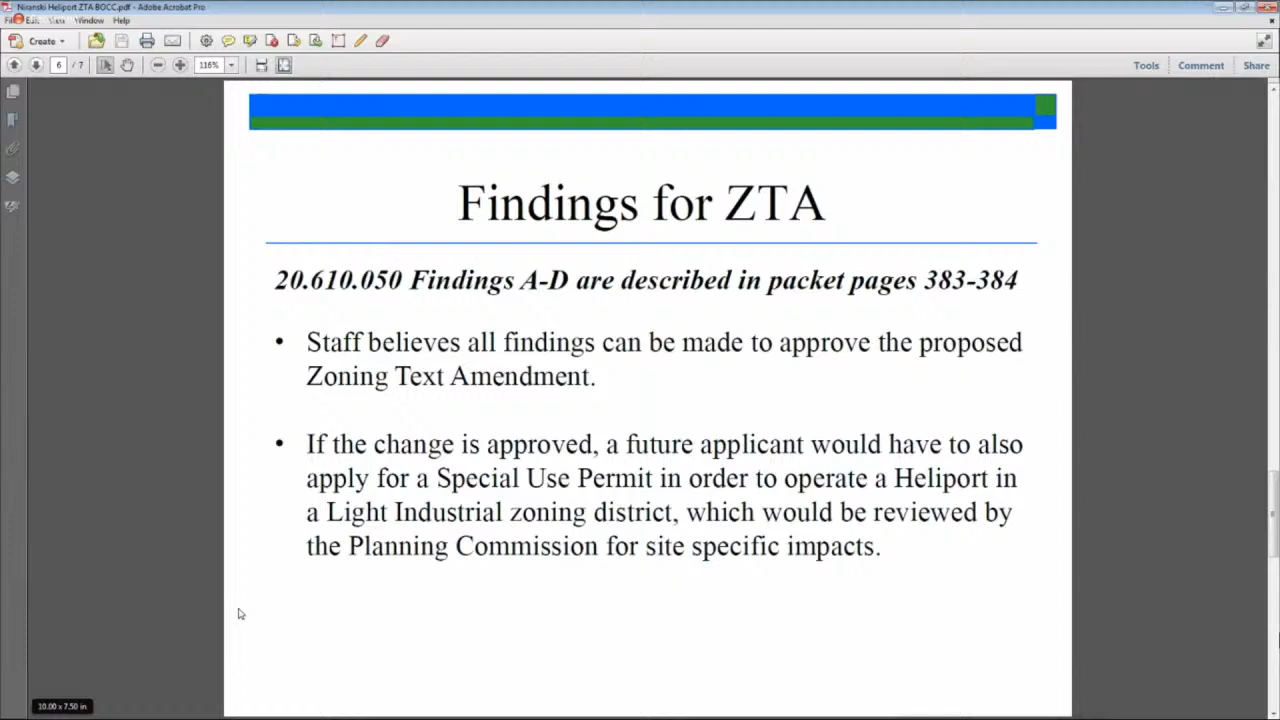 Niranski Heliport ZTA BOCC.pdf - Adobe Acrobat Pro
Window Help
Create
6 / 7 116% Tools Comment Share
Findings for ZTA
20.610.050 Findings A-D are described in packet pages 383-384
• Staff believes all findings can be made to approve the proposed
Zoning Text Amendment.
• If the change is approved, a future applicant would have to also
apply for a Special Use Permit in order to operate a Heliport in
a Light Industrial zoning district, which would be reviewed by
the Planning Commission for site specific impacts.
10.00 x 7.50 in